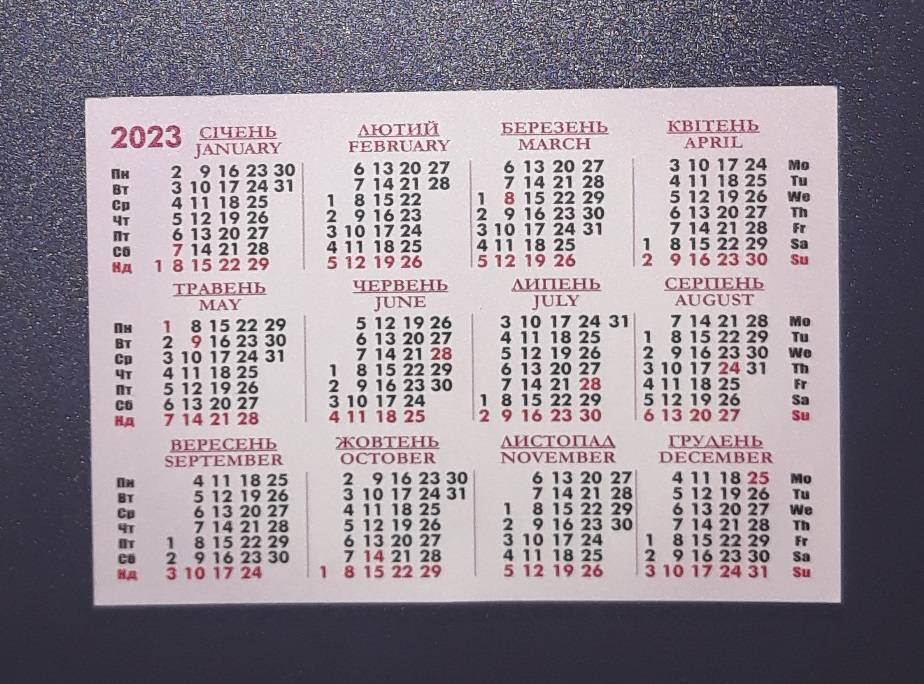 2023 СІЧЕНЬ ЛЮТИЙ БЕРЕЗЕНЬ КВІТЕНЬ
JANUARY FEBRUARY MARCH APRIL
Пн 2 9 16 23 30 6 13 20 27 6 13 20 27 3 10 17 24 Mo
Вт 3 10 17 24 31 7 14 21 28 7 14 21 28 4 11 18 25 Tu
Ср 4 11 18 25 1 8 15 22 1 8 15 22 29 5 12 19 26 We
Чт 5 12 19 26 2 9 16 23 2 9 16 23 30 6 13 20 27 Th
Пт 6 13 20 27 3 10 17 24 3 10 17 24 31 7 14 21 28 Fr
Сб 7 14 21 28 4 11 18 25 4 11 18 25 1 8 15 22 29 Sa
Нд 1 8 15 22 29 5 12 19 26 5 12 19 26 2 9 16 23 30 Su
ТРАВЕНЬ ЧЕРВЕНЬ ЛИПЕНЬ СЕРПЕНЬ
MAY JUNE JULY AUGUST
Пн 1 8 15 22 29 5 12 19 26 3 10 17 24 31 7 14 21 28 Mo
Вт 2 9 16 23 30 6 13 20 27 4 11 18 25 1 8 15 22 29 Tu
Ср 3 10 17 24 31 7 14 21 28 5 12 19 26 2 9 16 23 30 We
Чт 4 11 18 25 1 8 15 22 29 6 13 20 27 3 10 17 24 31 Th
Пт 5 12 19 26 2 9 16 23 30 7 14 21 28 4 11 18 25 Fr
Сб 6 13 20 27 3 10 17 24 1 8 15 22 29 5 12 19 26 Sa
Нд 7 14 21 28 4 11 18 25 2 9 16 23 30 6 13 20 27 Su
ВЕРЕСЕНЬ ЖОВТЕНЬ ЛИСТОПАД ГРУДЕНЬ
SEPTEMBER OCTOBER NOVEMBER DECEMBER
Пн 4 11 18 25 2 9 16 23 30 6 13 20 27 4 11 18 25 Mo
Вт 5 12 19 26 3 10 17 24 31 7 14 21 28 5 12 19 26 Tu
Ср 6 13 20 27 4 11 18 25 1 8 15 22 29 6 13 20 27 We
Чт 7 14 21 28 5 12 19 26 2 9 16 23 30 7 14 21 28 Th
Пт 1 8 15 22 29 6 13 20 27 3 10 17 24 1 8 15 22 29 Fr
Сб 2 9 16 23 30 7 14 21 28 4 11 18 25 2 9 16 23 30 Sa
Нд 3 10 17 24 1 8 15 22 29 5 12 19 26 3 10 17 24 31 Su